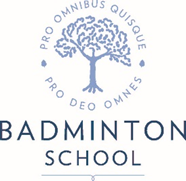 PRO OMNIBUS QUISQUE
PRO DEO OMNES
BADMINTON
SCHOOL